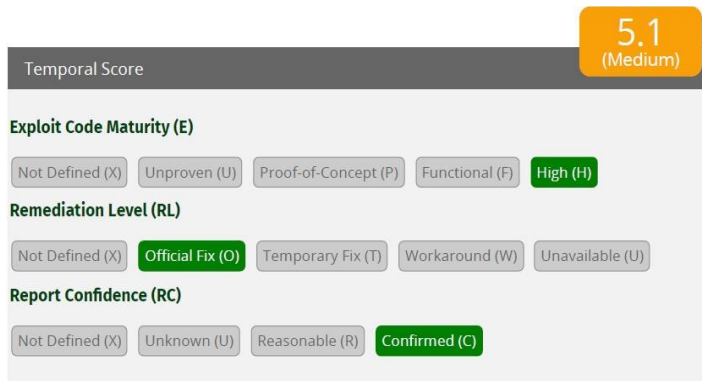 5.1
(Medium)
Temporal Score
Exploit Code Maturity (E)
Not Defined (X) Unproven (U) Proof-of-Concept (P) Functional (F) High (H)
Remediation Level (RL)
Not Defined (X) Official Fix (O) Temporary Fix (T) Workaround (W) Unavailable (U)
Report Confidence (RC)
Not Defined (X) Unknown (U) Reasonable (R) Confirmed (C)